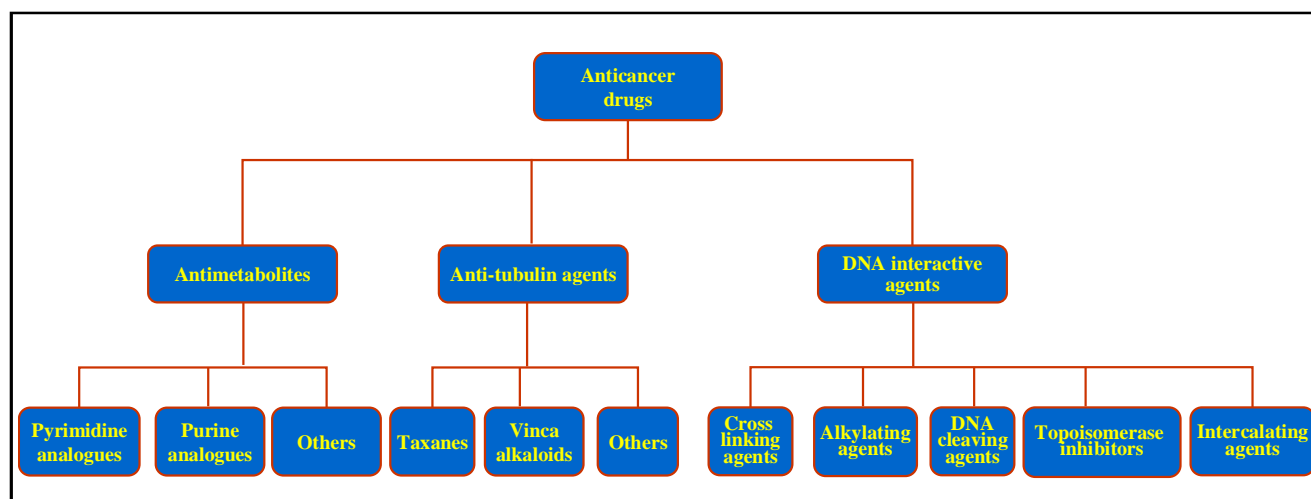 Anticancer
drugs
Antimetabolites
Anti-tubulin agents
DNA interactive
agents
Pyrimidine
analogues
Purine
analogues
Others
Taxanes
Vinca
alkaloids
Others
Cross
linking
agents
Alkylating
agents
DNA
cleaving
agents
Topoisomerase
inhibitors
Intercalating
agents